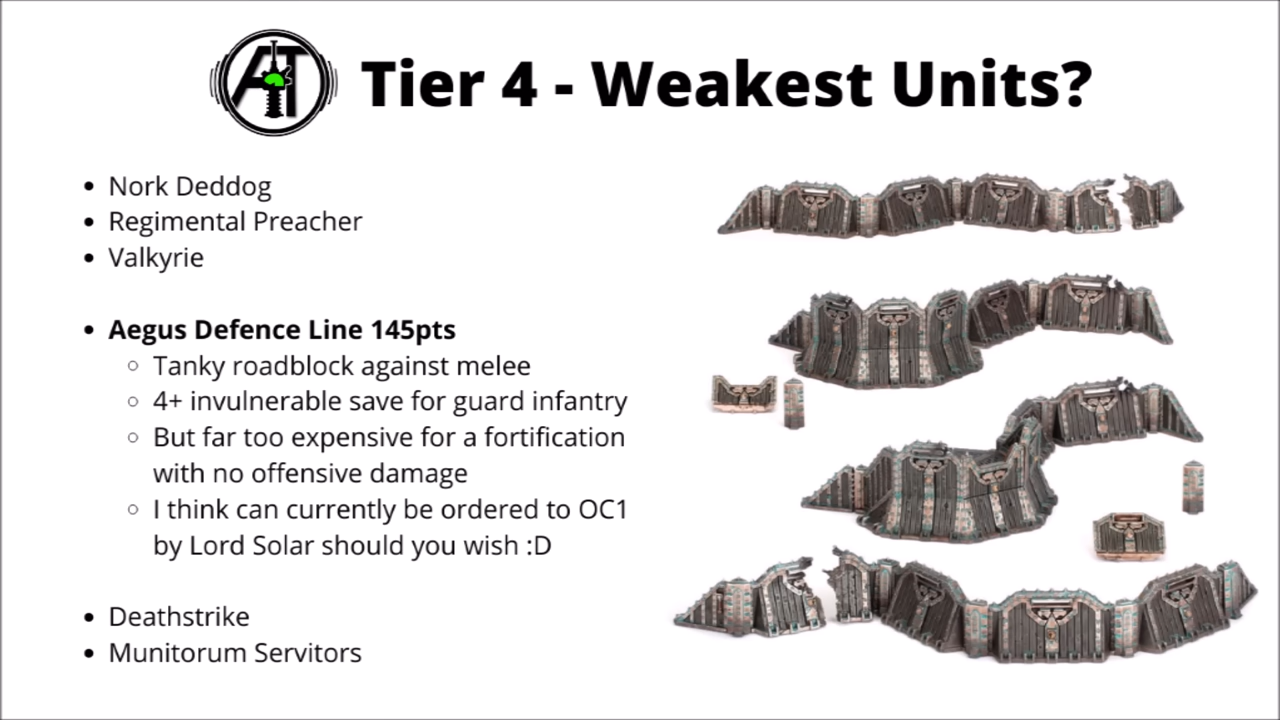 AT
Tier 4 - Weakest Units?
Nork Deddog
Regimental Preacher
Valkyrie
Aegus Defence Line 145pts
Tanky roadblock against melee
4+ invulnerable save for guard infantry
But far too expensive for a fortification
with no offensive damage
I think can currently be ordered to OC1
by Lord Solar should you wish :D
Deathstrike
Munitorum Servitors